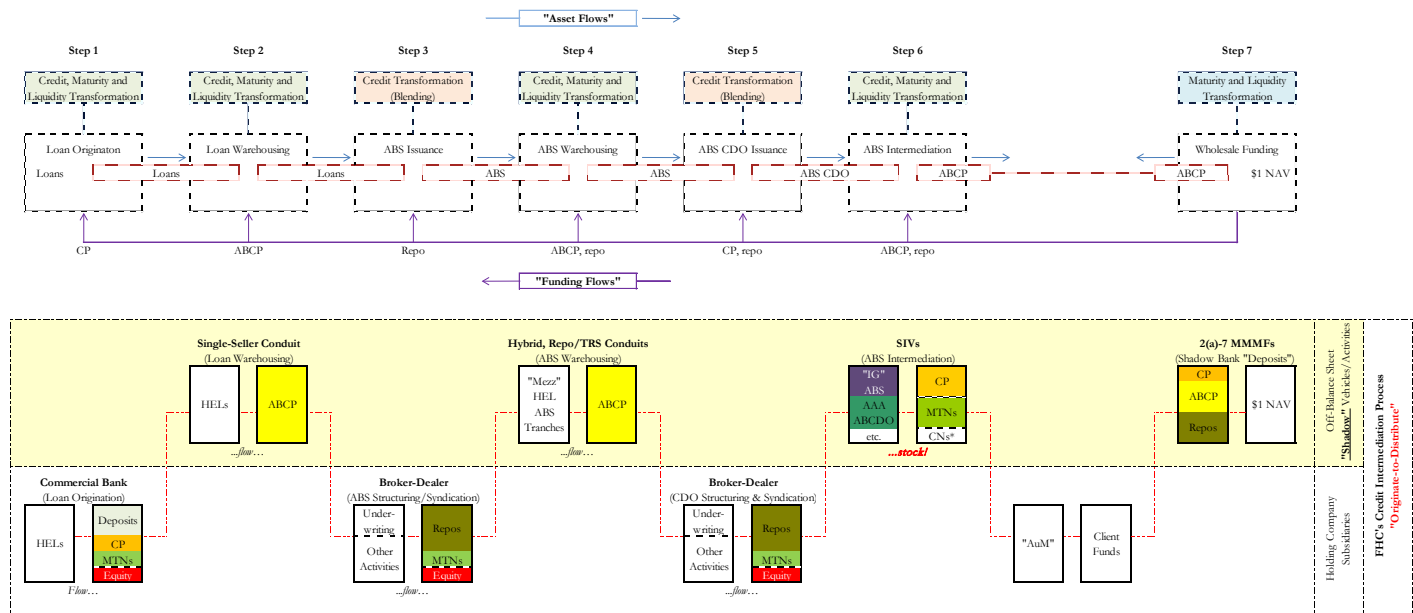 "Asset Flows"
Step 1
Step 2
Step 3
Step 4
Step 5
Step 6
Step 7
Credit, Maturity and
Liquidity Transformation
Credit, Maturity and
Liquidity Transformation
Credit Transformation
(Blending)
Credit, Maturity and
Liquidity Transformation
Credit Transformation
(Blending)
Credit, Maturity and
Liquidity Transformation
Maturity and Liquidity
Transformation
Loan Originaton
Loan Warehousing
ABS Issuance
ABS Warehousing
ABS CDO Issuance
ABS Intermediation
Wholesale Funding
Loans
Loans
Loans
ABS
ABS
ABS CDO
ABCP
ABCP
$1 NAV
CP
ABCP
Repo
ABCP, repo
CP, repo
ABCP, repo
"Funding Flows"
Single-Seller Conduit
(Loan Warehousing)
HELs
ABCP
...flow...
Hybrid, Repo/TRS Conduits
(ABS Warehousing)
"Mezz"
HEL
ABS
Tranches
ABCP
...flow...
SIVs
(ABS Intermediation)
"IG"
ABS
AAA
ABCDO
etc.
CP
MTNs
CNs*
...stock!
2(a)-7 MMMFs
(Shadow Bank "Deposits")
CP
ABCP
Repos
$1 NAV
Off-Balance Sheet
"Shadow" Vehicles/Activities
Commercial Bank
(Loan Origination)
HELs
Deposits
CP
MTNs
Equity
Flow...
Broker-Dealer
(ABS Structuring/Syndication)
Under-
writing
Other
Activities
Repos
MTNs
Equity
...flow...
Broker-Dealer
(CDO Structuring & Syndication)
Under-
writing
Other
Activities
Repos
MTNs
Equity
...flow...
"AuM"
Client
Funds
Holding Company
Subsidiaries
FHC's Credit Intermediation Process
"Originate-to-Distribute"